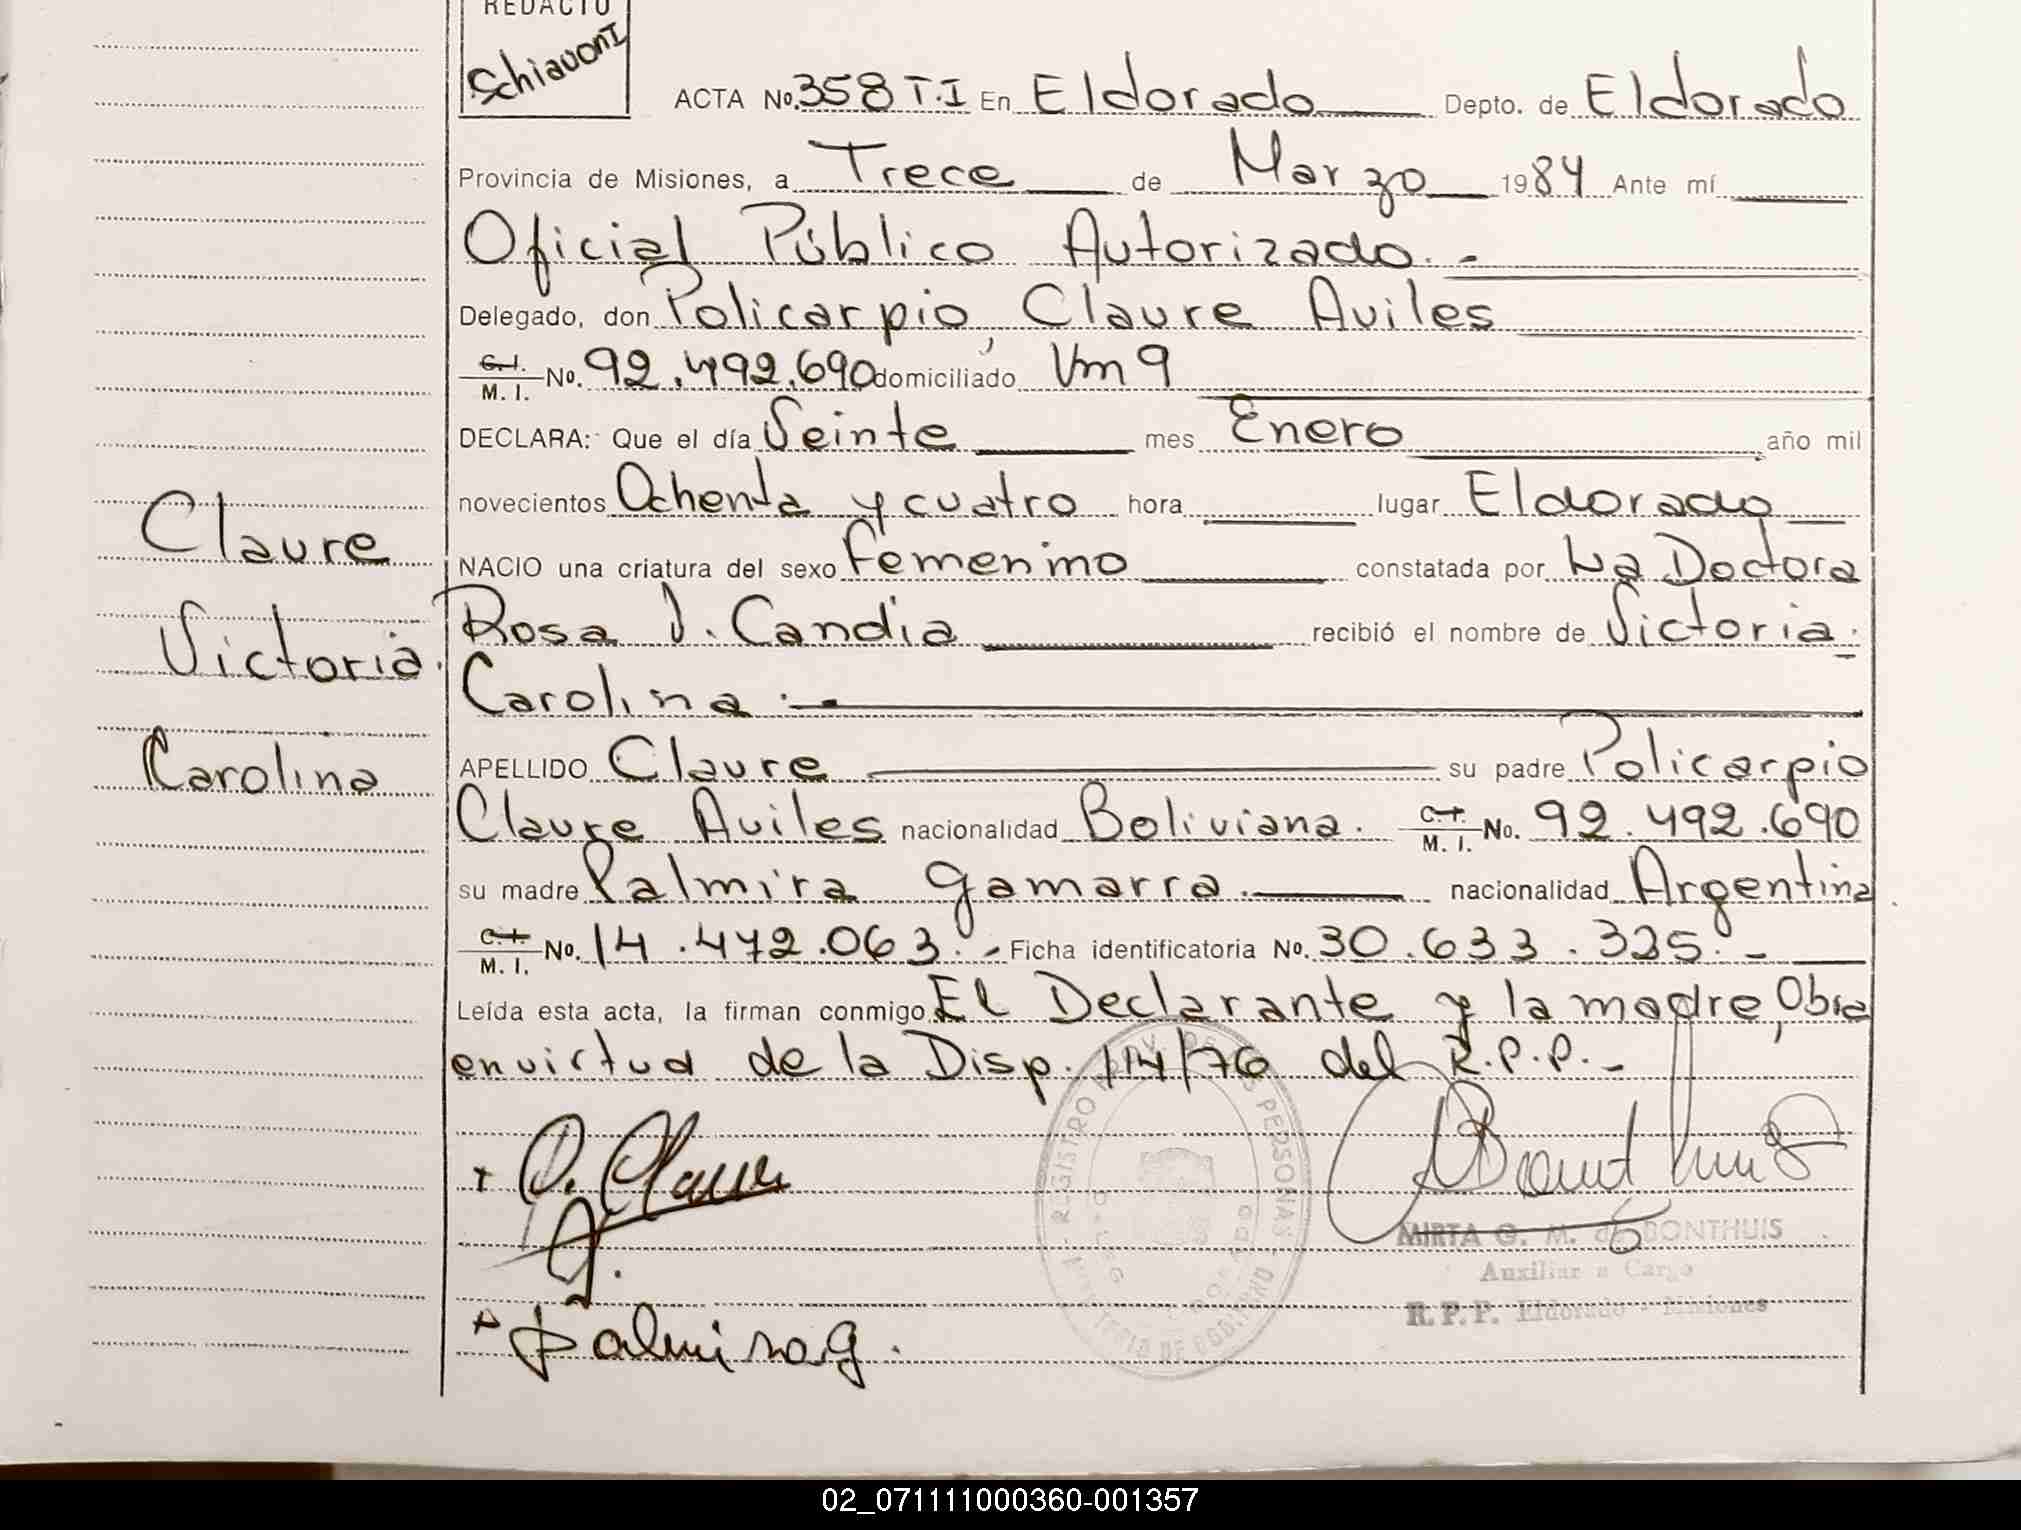 REDACTO
Schiavoni
ACTA No. 358 T.I En Eldorado Depto. de Eldorado
Provincia de Misiones, a Trece de Marzo 1984 Ante mí
Oficial Público Autorizado.-
Delegado, don Policarpio, Claure Aviles
C.I. M. I. No. 92.492.690 domiciliado Vm 9
DECLARA: Que el día Veinte mes Enero año mil
novecientos Ochenta y cuatro hora lugar Eldorado
NACIO una criatura del sexo Femenino constatada por La Doctora
Rosa J. Candia recibió el nombre de Victoria.
Carolina.-
APELLIDO Claure su padre Policarpio
Claure Aviles nacionalidad Boliviana. C.I. M. I. No. 92.492.690
su madre Palmira Gamarra. nacionalidad Argentina.
C.I. M. I. No. 14.472.063.- Ficha identificatoria No. 30.633.325.-
Leída esta acta, la firman conmigo El Declarante y la madre, Obra
en virtud de la Disp. 114/76 del R.P.P.-
Claure
Victoria.
Carolina
P. Claure
A.
Palmira g.
MIRTA G. M. de BONTHUIS
Auxiliar a Cargo
R. P. P. Eldorado - Misiones
02_071111000360-001357